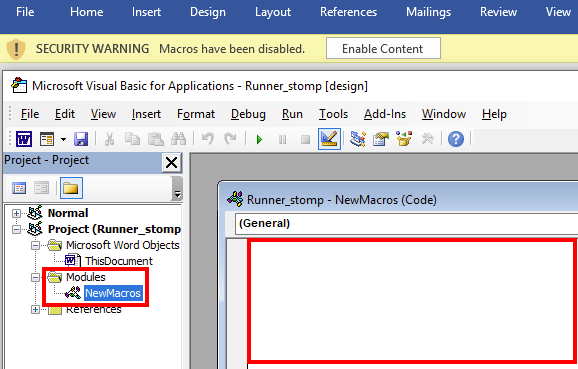 File Home Insert Design Layout References Mailings Review View
SECURITY WARNING Macros have been disabled. Enable Content
Microsoft Visual Basic for Applications - Runner_stomp [design]
File Edit View Insert Format Debug Run Tools Add-Ins Window Help
Project - Project
Runner_stomp - NewMacros (Code)
(General)
Normal
Project (Runner_stomp
Microsoft Word Objects
ThisDocument
Modules
NewMacros
References